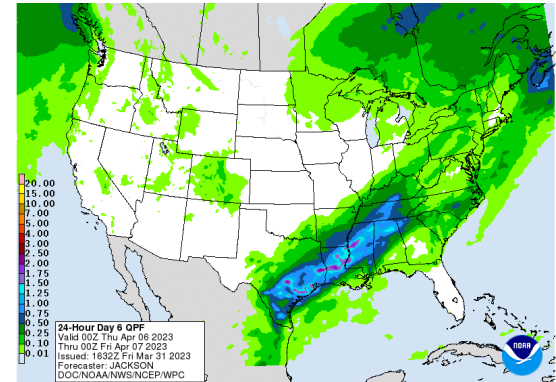 20.00
15.00
10.00
7.00
5.00
4.00
3.00
2.50
2.00
1.75
1.50
1.25
1.00
0.75
0.50
0.25
0.10
0.01
24-Hour Day 6 QPF
Valid 00Z Thu Apr 06 2023
Thru 00Z Fri Apr 07 2023
Issued: 1632Z Fri Mar 31 2023
Forecaster: JACKSON
DOC/NOAA/NWS/NCEP/WPC
NOAA